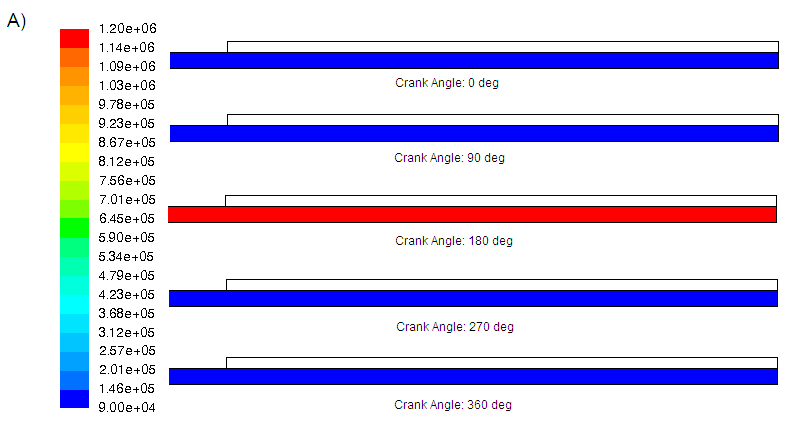 A)
1.20e+06
1.14e+06
1.09e+06
1.03e+06
9.78e+05
9.23e+05
8.67e+05
8.12e+05
7.56e+05
7.01e+05
6.45e+05
5.90e+05
5.34e+05
4.79e+05
4.23e+05
3.68e+05
3.12e+05
2.57e+05
2.01e+05
1.46e+05
9.00e+04
Crank Angle: 0 deg
Crank Angle: 90 deg
Crank Angle: 180 deg
Crank Angle: 270 deg
Crank Angle: 360 deg